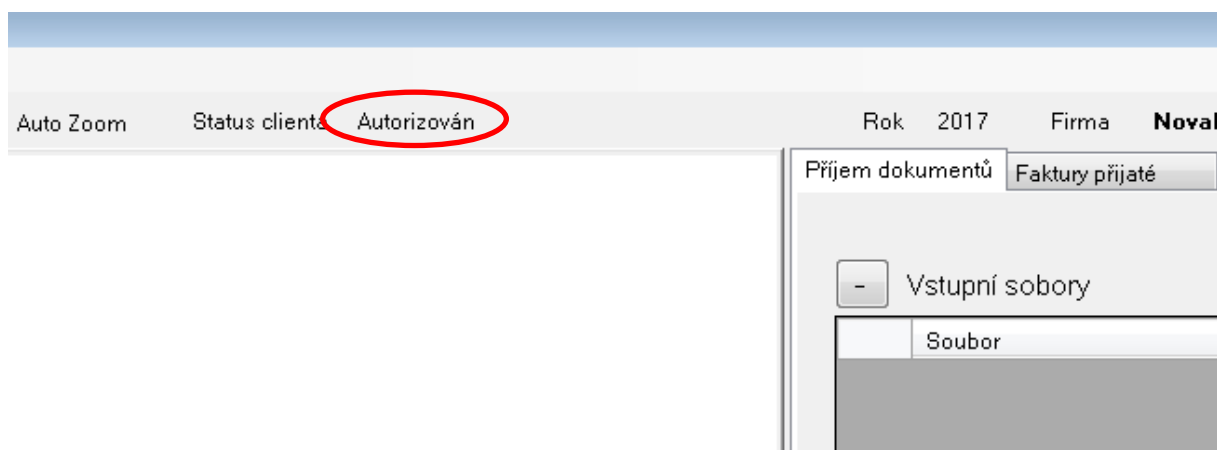 Auto Zoom Status clienta Autorizován Rok 2017 Firma
Příjem dokumentů Faktury přijaté
- Vstupní sobory
Soubor